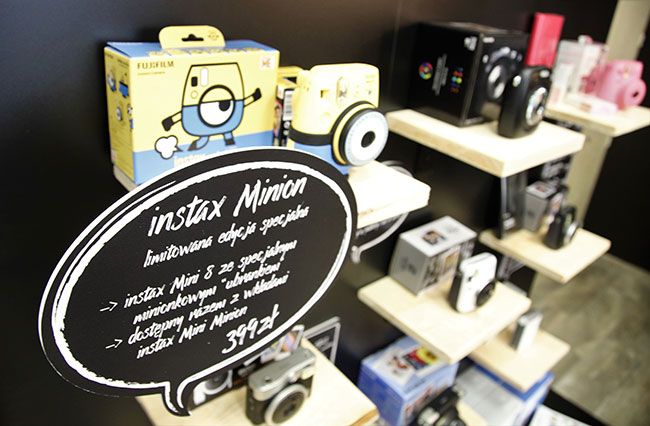 FUJIFILM
instax
instax Minion
limitowana edycja specjalna
-> instax Mini 8 ze specjalnym
minionkowym "ubrankiem"
-> dostępny razem z wkładami
instax Mini Minion
399zł